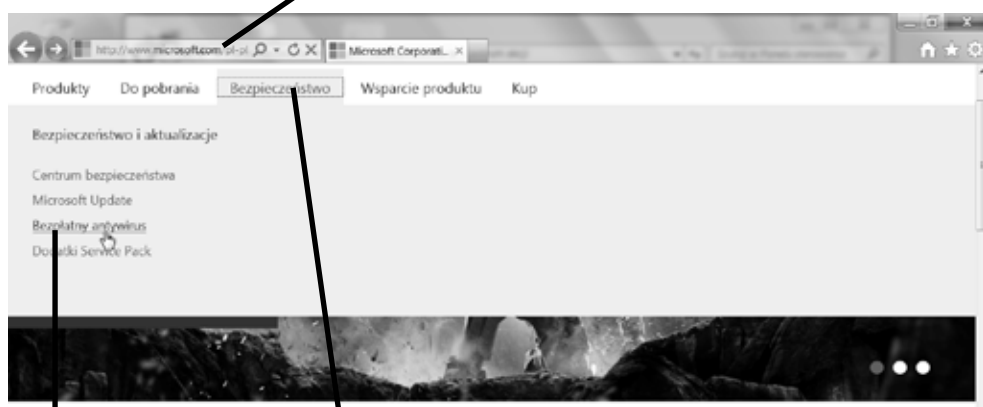 http://www.microsoft.com/pl-pl
Microsoft Corporati...
Produkty Do pobrania Bezpieczeństwo Wsparcie produktu Kup
Bezpieczeństwo i aktualizacje
Centrum bezpieczeństwa
Microsoft Update
Bezpłatny antywirus
Dodatki Service Pack